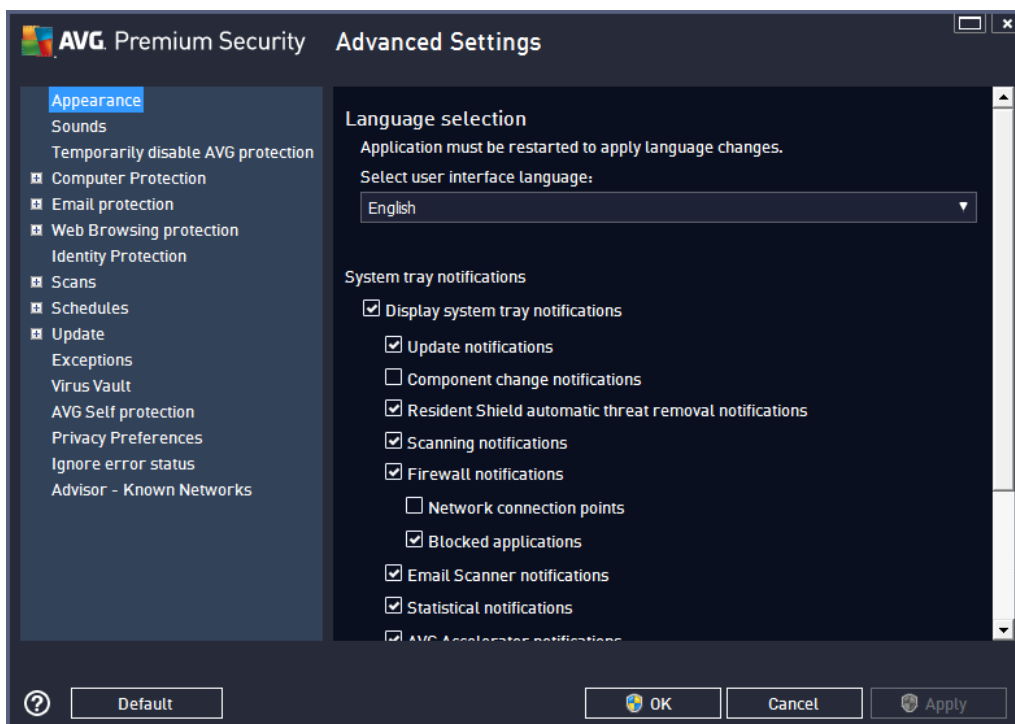 AVG. Premium Security
Advanced Settings
Appearance
Sounds
Temporarily disable AVG protection
Computer Protection
Email protection
Web Browsing protection
Identity Protection
Scans
Schedules
Update
Exceptions
Virus Vault
AVG Self protection
Privacy Preferences
Ignore error status
Advisor - Known Networks
Language selection
Application must be restarted to apply language changes.
Select user interface language:
English
System tray notifications
Display system tray notifications
Update notifications
Component change notifications
Resident Shield automatic threat removal notifications
Scanning notifications
Firewall notifications
Network connection points
Blocked applications
Email Scanner notifications
Statistical notifications
AVG Accelerator notifications
Default
OK
Cancel
Apply